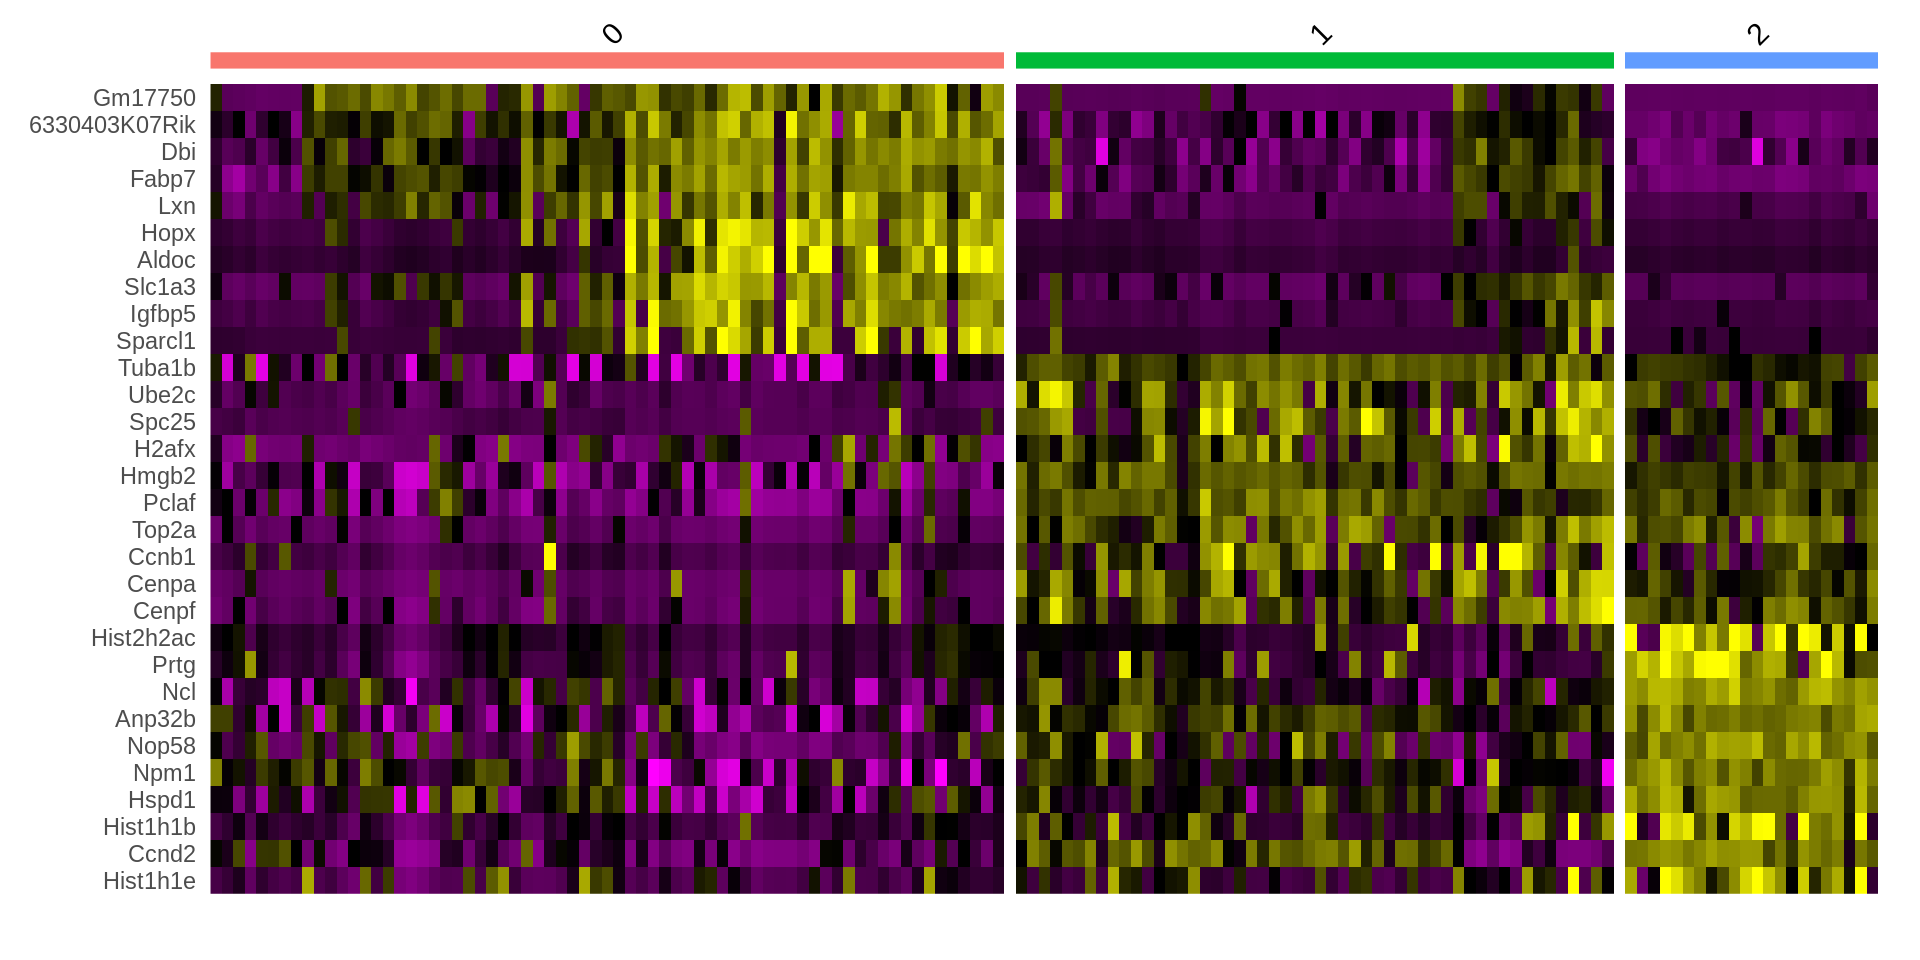 0 1 2
Gm17750
6330403K07Rik
Dbi
Fabp7
Lxn
Hopx
Aldoc
Slc1a3
Igfbp5
Sparcl1
Tuba1b
Ube2c
Spc25
H2afx
Hmgb2
Pclaf
Top2a
Ccnb1
Cenpa
Cenpf
Hist2h2ac
Prtg
Ncl
Anp32b
Nop58
Npm1
Hspd1
Hist1h1b
Ccnd2
Hist1h1e